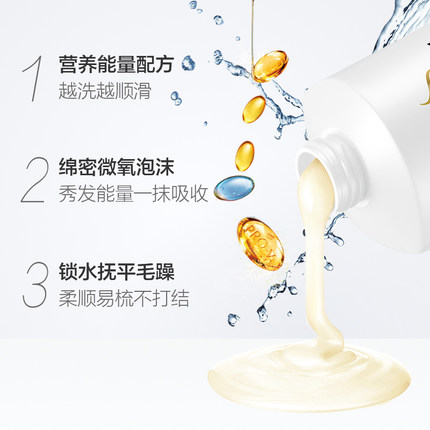 1
营养能量配方
越洗越顺滑
2
绵密微氧泡沫
秀发能量一抹吸收
3
锁水抚平毛躁
柔顺易梳不打结
PRO-V